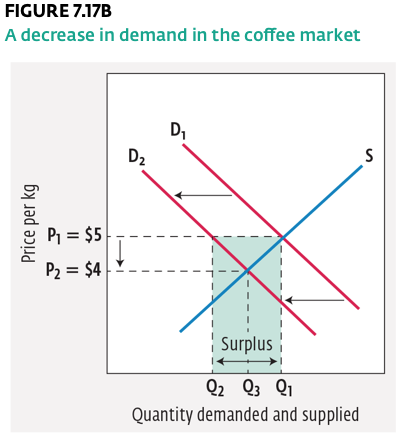 FIGURE 7.17B
A decrease in demand in the coffee market
D₁
D₂
S
Price per kg
P₁ = $5
P₂ = $4
Surplus
Q₂ Q₃ Q₁
Quantity demanded and supplied